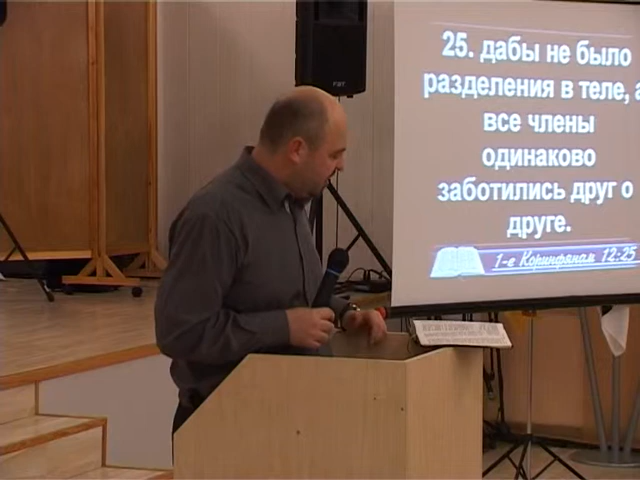 25. дабы не было
разделения в теле, а
все члены
одинаково
заботились друг о
друге.
1-е Коринфянам 12:25